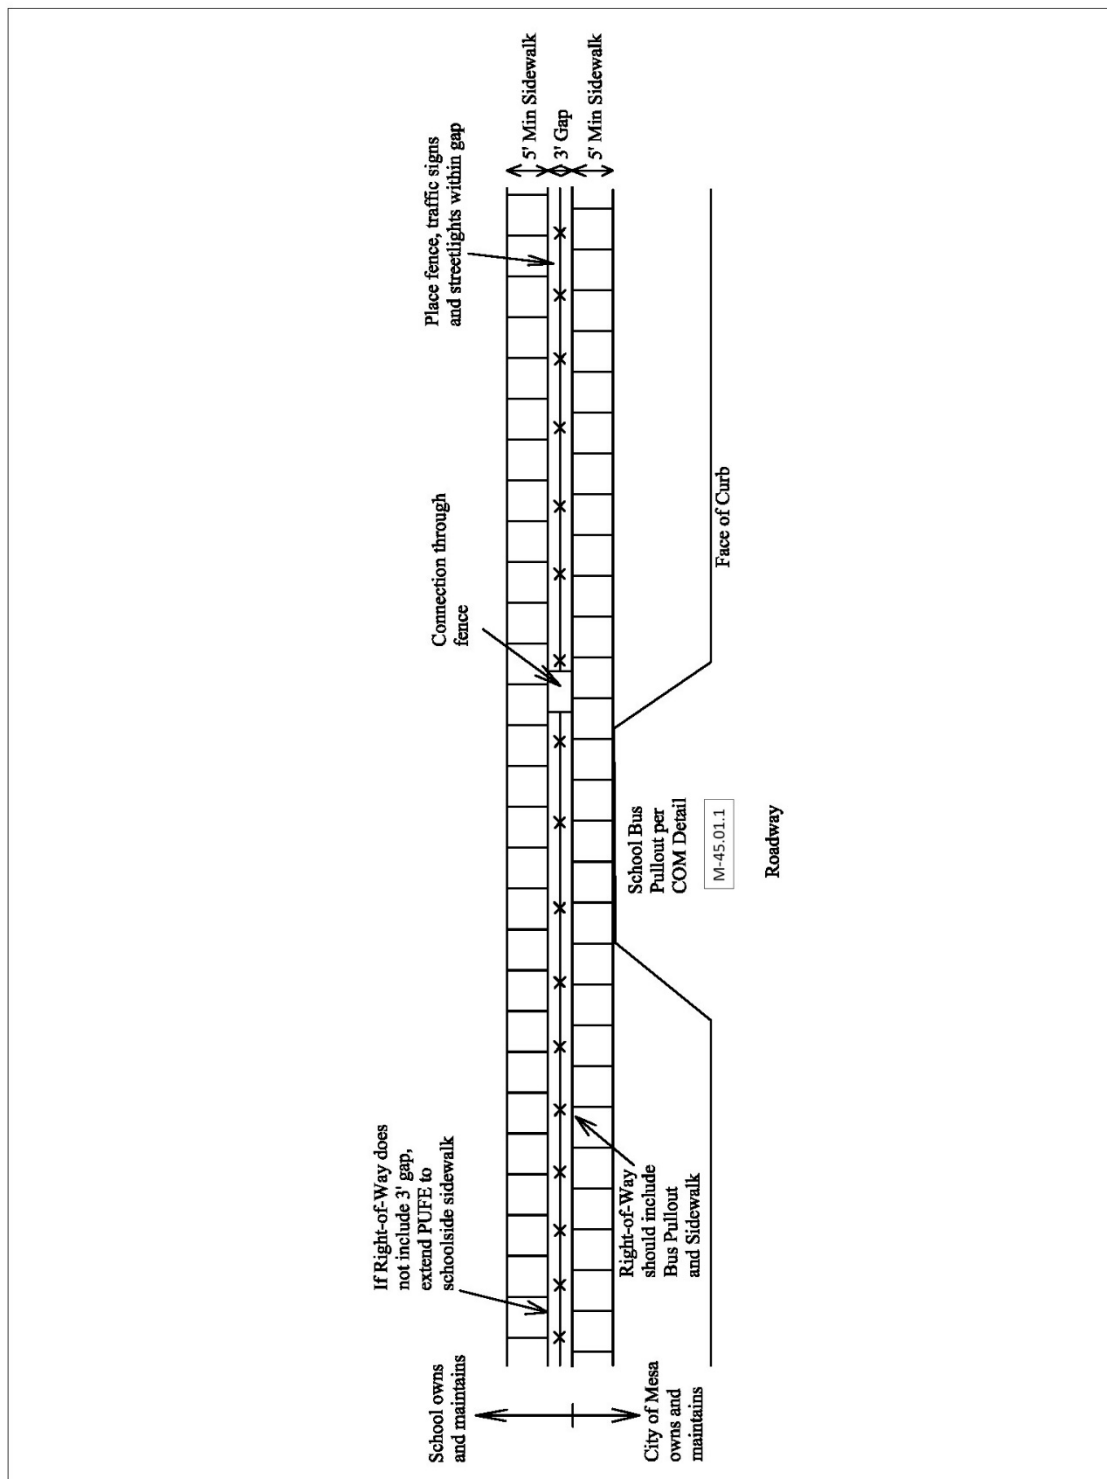 School owns
and maintains
City of Mesa
owns and
maintains
If Right-of-Way does
not include 3' gap,
extend PUFE to
schoolside sidewalk
Right-of-Way
should include
Bus Pullout
and Sidewalk
Connection through
fence
School Bus
Pullout per
COM Detail
M-45.01.1
Roadway
Face of Curb
Place fence, traffic signs
and streetlights within gap
5' Min Sidewalk
3' Gap
5' Min Sidewalk